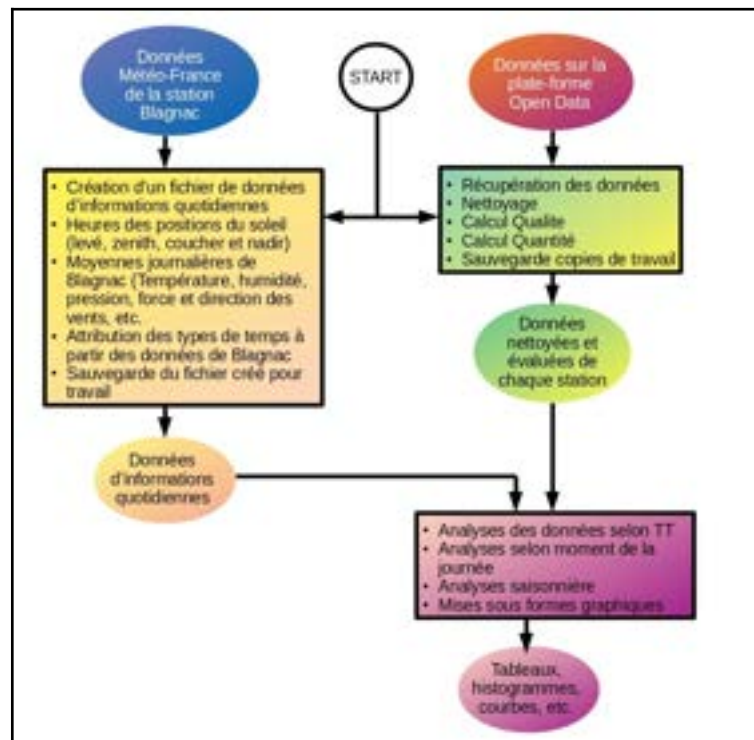 Données
Météo-France
de la station
Blagnac
START
Données sur la
plate-forme
Open Data
• Création d'un fichier de données
d'informations quotidiennes
• Heures des positions du soleil
(levé, zenith, coucher et nadir)
• Moyennes journalières de
Blagnac (Température, humidité,
pression, force et direction des
vents, etc.
• Attribution des types de temps à
partir des données de Blagnac
• Sauvegarde du fichier créé pour
travail
• Récupération des données
• Nettoyage
• Calcul Qualite
• Calcul Quantité
• Sauvegarde copies de travail
Données
nettoyées et
évaluées de
chaque station
Données
d'informations
quotidiennes
• Analyses des données selon TT
• Analyses selon moment de la
journée
• Analyses saisonnière
• Mises sous formes graphiques
Tableaux,
histogrammes,
courbes, etc.